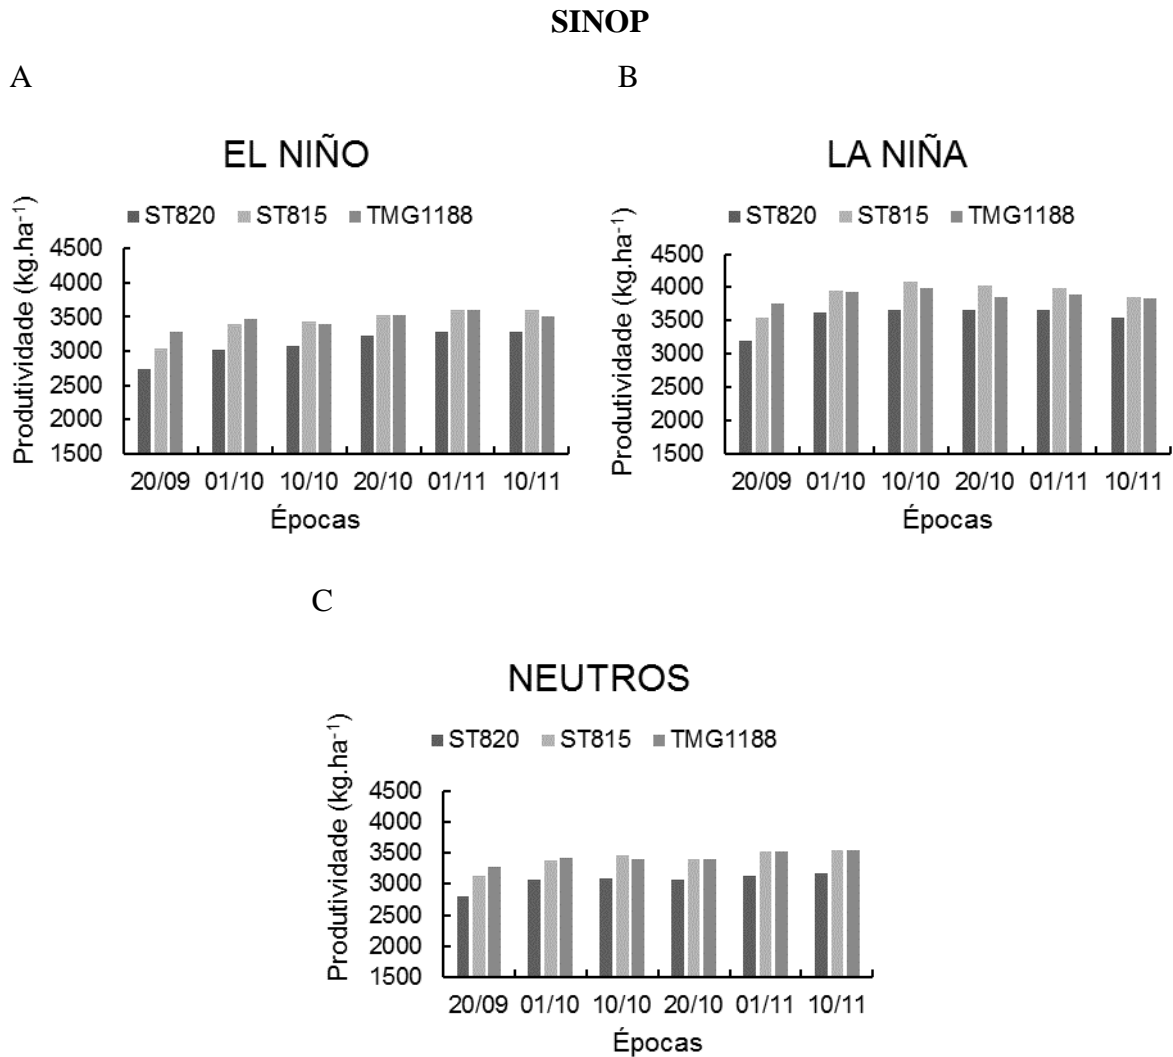 SINOP
A
EL NIÑO
ST820 ST815 TMG1188
Produtividade (kg.ha⁻¹)
4500
4000
3500
3000
2500
2000
1500
20/09 01/10 10/10 20/10 01/11 10/11
Épocas
B
LA NIÑA
ST820 ST815 TMG1188
Produtividade (kg.ha⁻¹)
4500
4000
3500
3000
2500
2000
1500
20/09 01/10 10/10 20/10 01/11 10/11
Épocas
C
NEUTROS
ST820 ST815 TMG1188
Produtividade (kg.ha⁻¹)
4500
4000
3500
3000
2500
2000
1500
20/09 01/10 10/10 20/10 01/11 10/11
Épocas